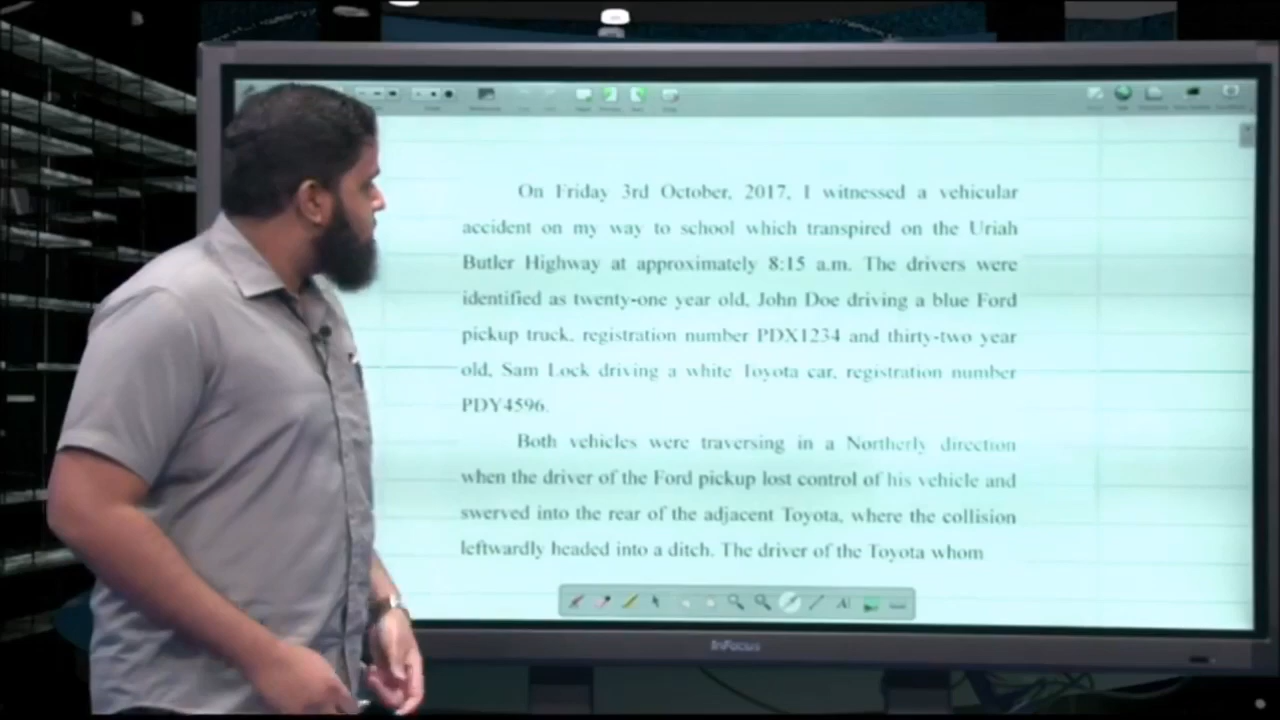 On Friday 3rd October, 2017, I witnessed a vehicular
accident on my way to school which transpired on the Uriah
Butler Highway at approximately 8:15 a.m. The drivers were
identified as twenty-one year old, John Doe driving a blue Ford
pickup truck, registration number PDX1234 and thirty-two year
old, Sam Lock driving a white Toyota car, registration number
PDY4596.
Both vehicles were traversing in a Northerly direction
when the driver of the Ford pickup lost control of his vehicle and
swerved into the rear of the adjacent Toyota, where the collision
leftwardly headed into a ditch. The driver of the Toyota whom
InFocus